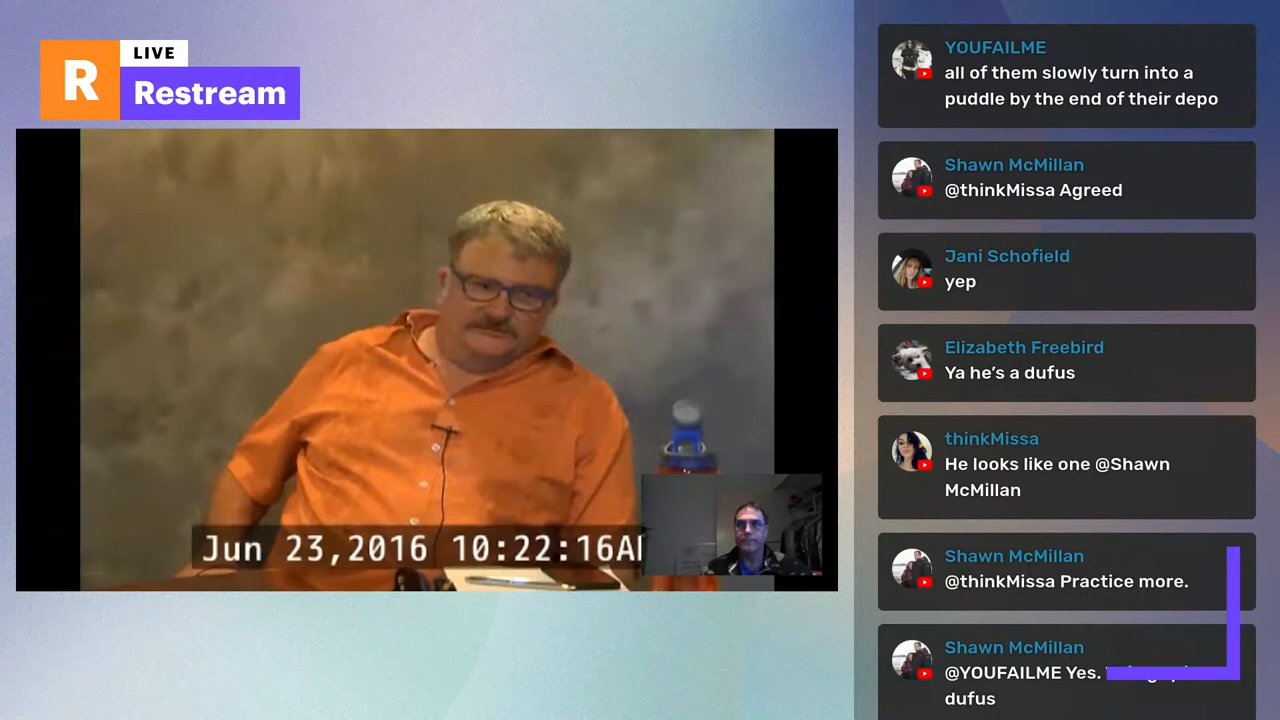 R
LIVE
Restream
Jun 23,2016 10:22:16A
YOUFAILME
all of them slowly turn into a
puddle by the end of their depo
Shawn McMillan
@thinkMissa Agreed
Jani Schofield
yep
Elizabeth Freebird
Ya he’s a dufus
thinkMissa
He looks like one @Shawn
McMillan
Shawn McMillan
@thinkMissa Practice more.
Shawn McMillan
@YOUFAILME Yes.
dufus